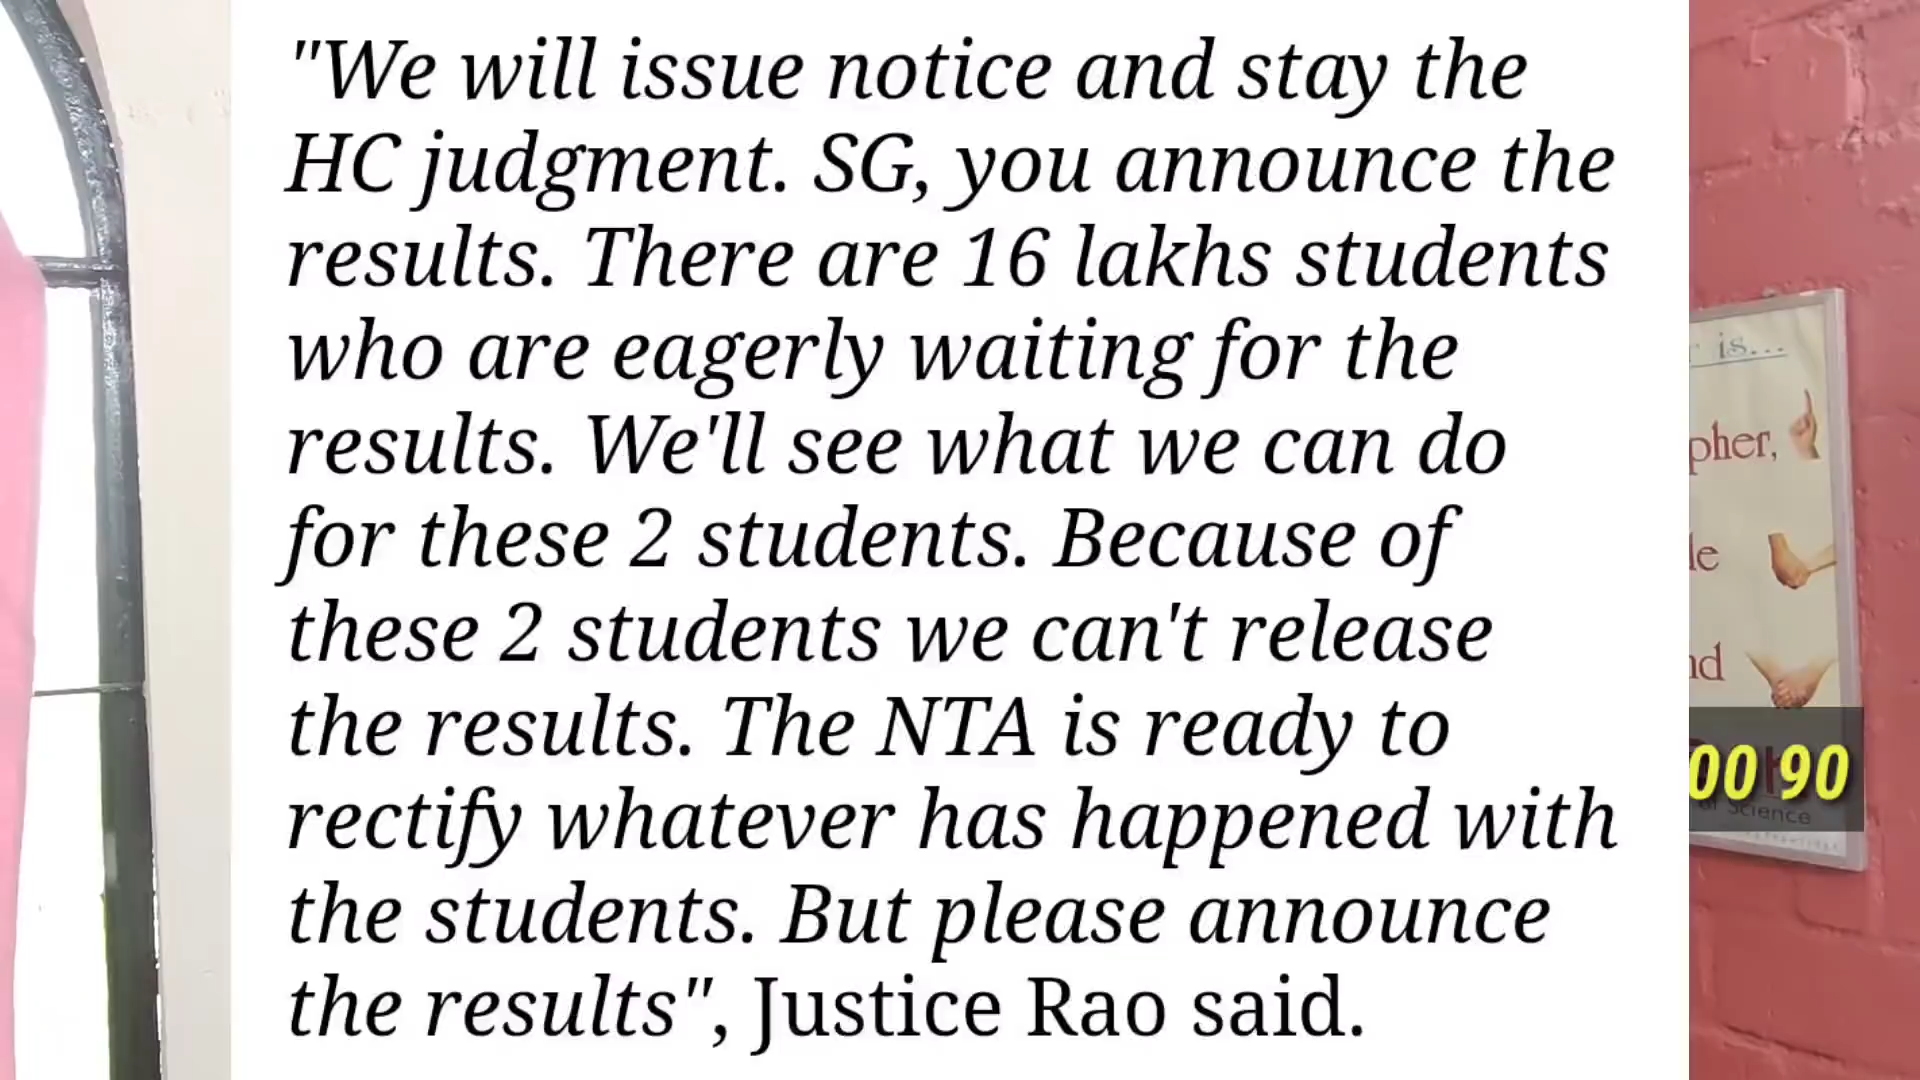 "We will issue notice and stay the
HC judgment. SG, you announce the
results. There are 16 lakhs students
who are eagerly waiting for the
results. We'll see what we can do
for these 2 students. Because of
these 2 students we can't release
the results. The NTA is ready to
rectify whatever has happened with
the students. But please announce
the results", Justice Rao said.
is...
pher,
00 90
of Science